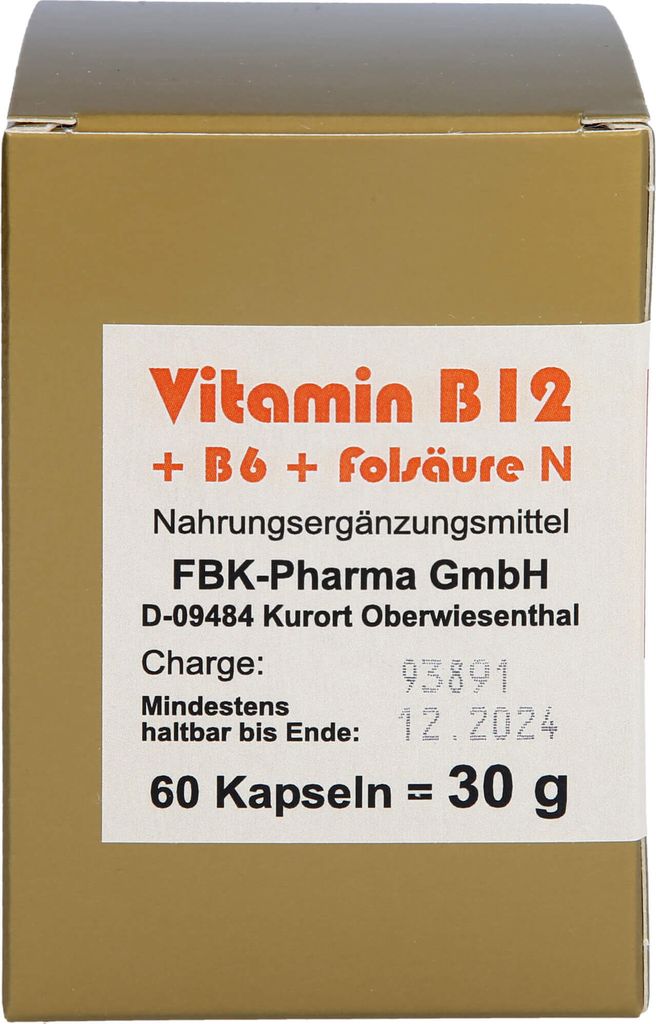 Vitamin B12
+ B6 + Folsäure N
Nahrungsergänzungsmittel
FBK-Pharma GmbH
D-09484 Kurort Oberwiesenthal
Charge: 93891
Mindestens
haltbar bis Ende: 12.2024
60 Kapseln = 30 g